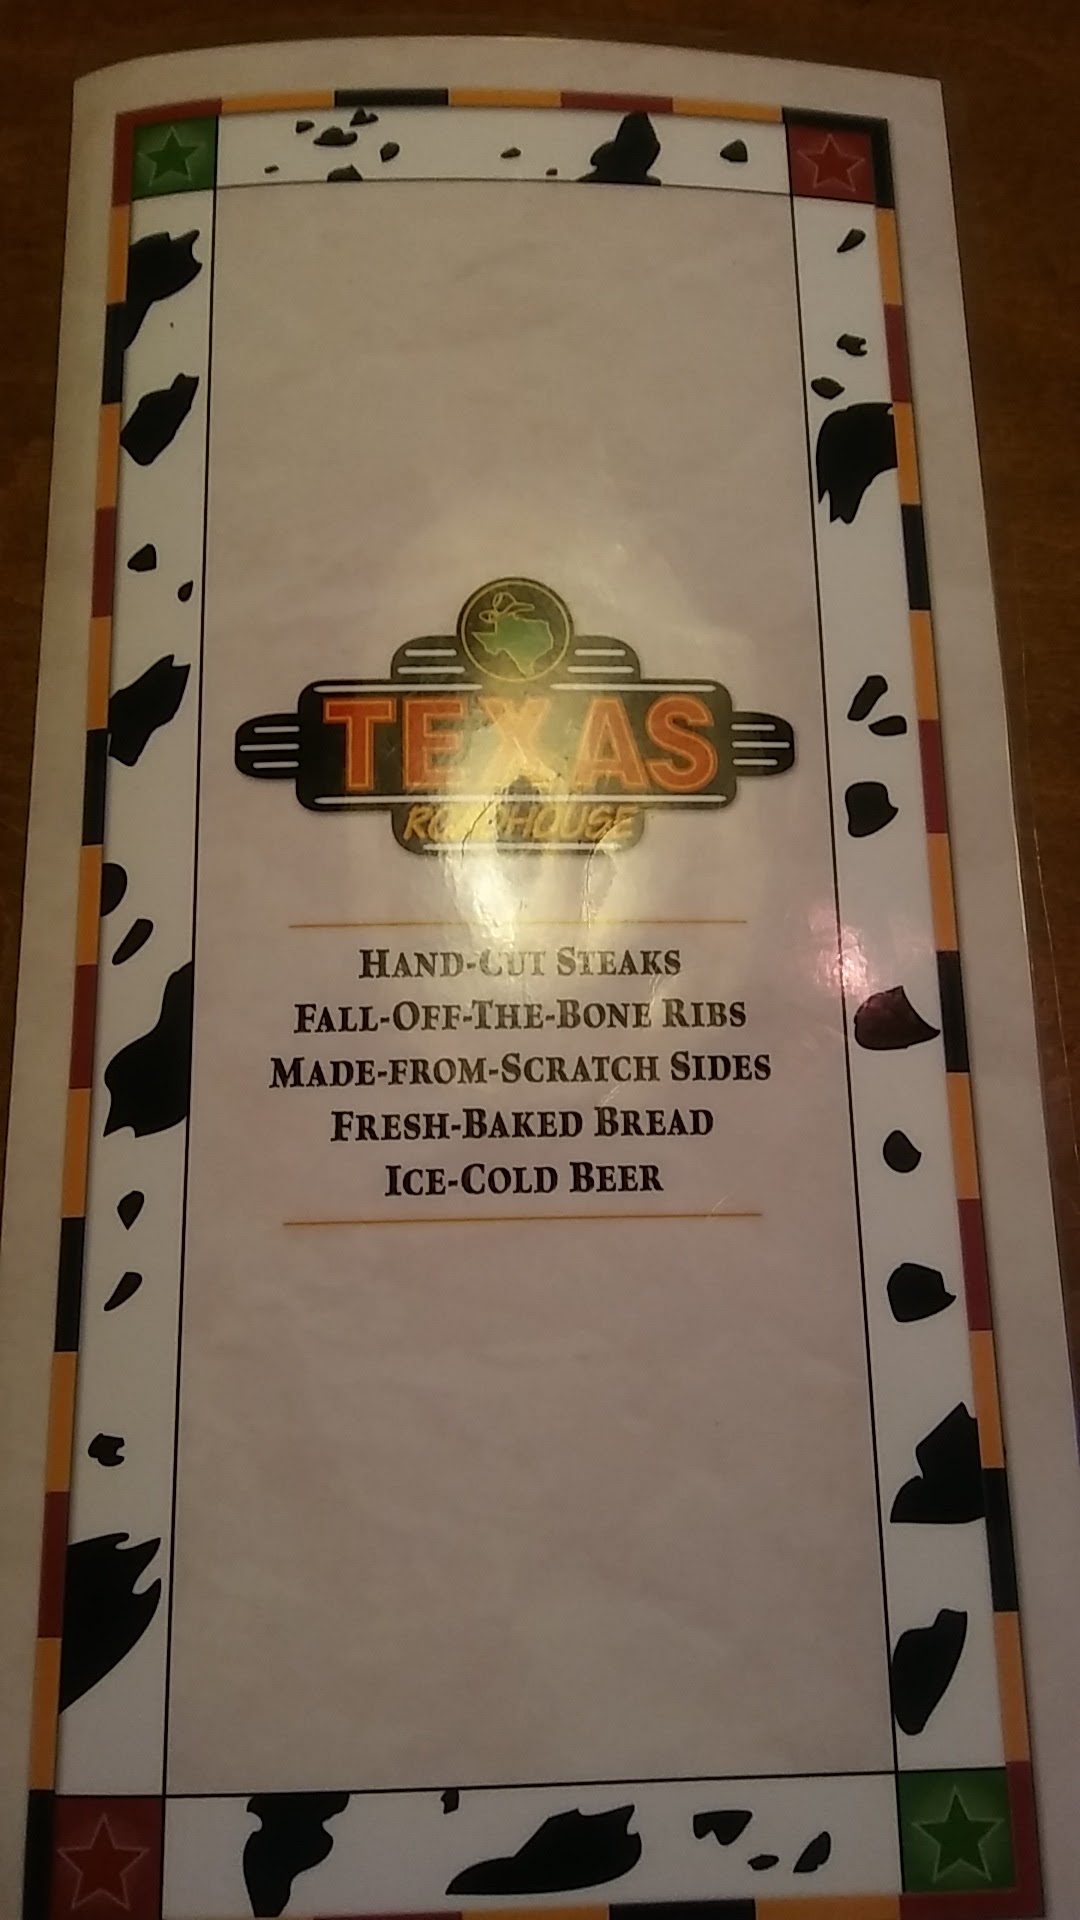 TEXAS
ROADHOUSE
HAND-CUT STEAKS
FALL-OFF-THE-BONE RIBS
MADE-FROM-SCRATCH SIDES
FRESH-BAKED BREAD
ICE-COLD BEER